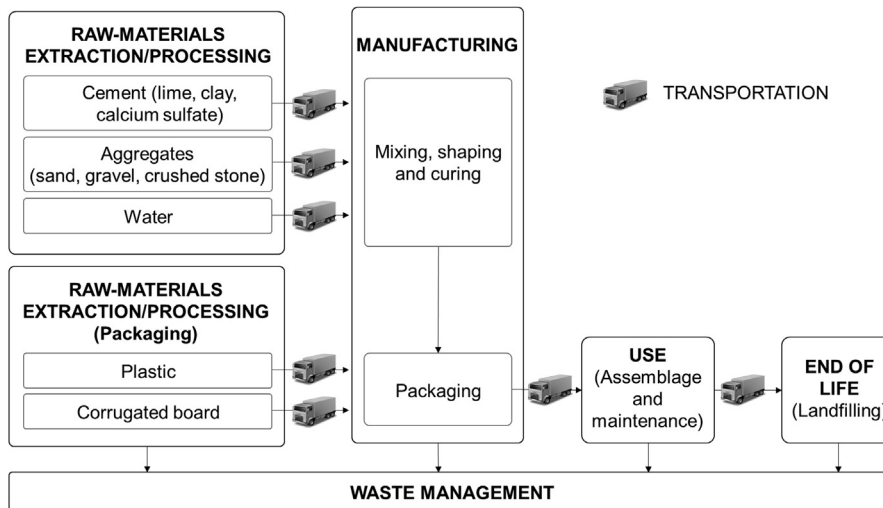 RAW-MATERIALS
EXTRACTION/PROCESSING
Cement (lime, clay,
calcium sulfate)
Aggregates
(sand, gravel, crushed stone)
Water
RAW-MATERIALS
EXTRACTION/PROCESSING
(Packaging)
Plastic
Corrugated board
MANUFACTURING
Mixing, shaping
and curing
Packaging
TRANSPORTATION
USE
(Assemblage
and
maintenance)
END OF
LIFE
(Landfilling)
WASTE MANAGEMENT